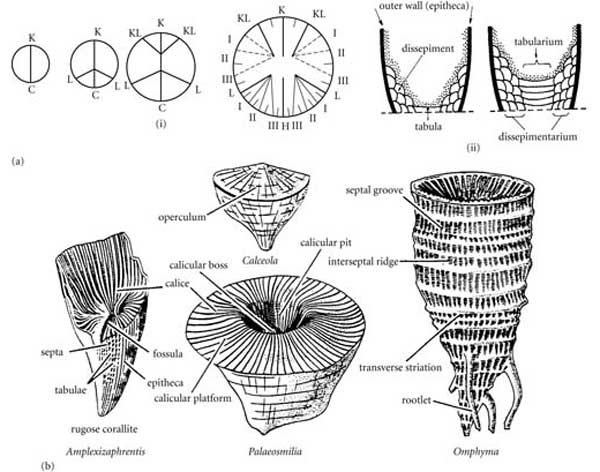 K
C
K
L
L
C
K
KL
KL
L
L
C
(i)
K
KL
KL
I
I
II
II
III
III
L
L
I
I
II
II
III
H
III
outer wall (epitheca)
dissepiment
tabula
tabularium
dissepimentarium
(ii)
(a)
operculum
Calceola
calicular pit
calicular boss
calice
septa
tabulae
fossula
epitheca
calicular platform
rugose corallite
Amplexizaphrentis
Palaeosmilia
septal groove
interseptal ridge
transverse striation
rootlet
Omphyma
(b)